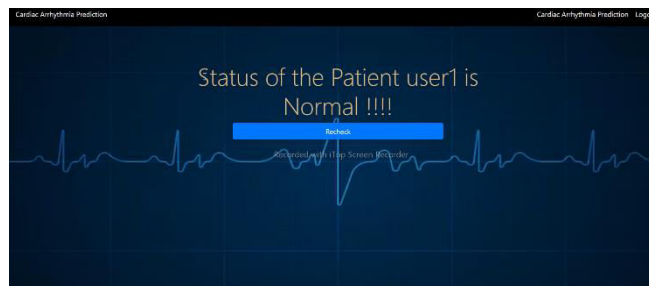 Cardiac Arrhythmia Prediction
Cardiac Arrhythmia Prediction Logo
Status of the Patient user1 is
Normal !!!!
Recheck
Recorded with iTop Screen Recorder